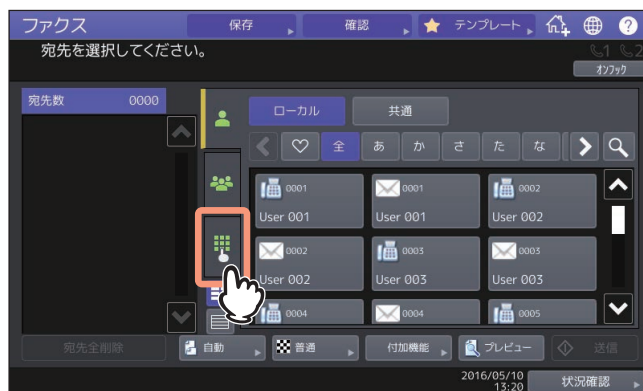 ファクス 保存 確認 テンプレート
宛先を選択してください。
1 2
オンフック
宛先数 0000
ローカル 共通
全 あ か さ た な
0001 0001 0002
User 001 User 001 User 002
0002 0003 0003
User 002 User 003 User 003
0004 0004 0005
宛先全削除 自動 普通 付加機能 プレビュー 送信
2016/05/10
13:20
状況確認